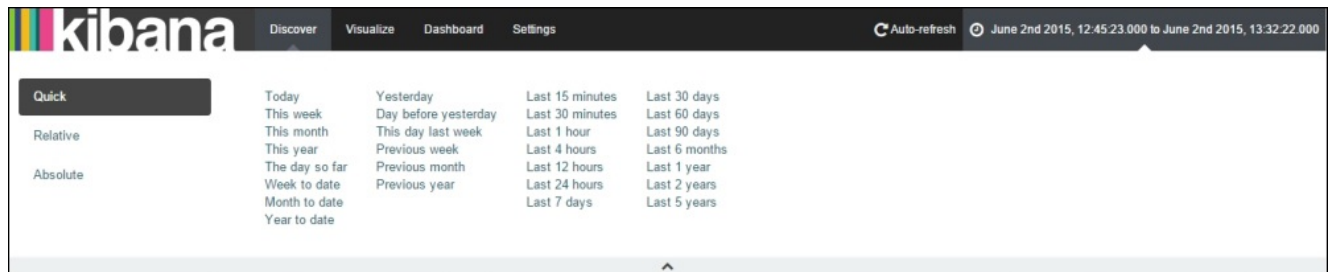 kibana Discover Visualize Dashboard Settings Auto-refresh June 2nd 2015, 12:45:23.000 to June 2nd 2015, 13:32:22.000
Quick
Relative
Absolute
Today
This week
This month
This year
The day so far
Week to date
Month to date
Year to date
Yesterday
Day before yesterday
This day last week
Previous week
Previous month
Previous year
Last 15 minutes
Last 30 minutes
Last 1 hour
Last 4 hours
Last 12 hours
Last 24 hours
Last 7 days
Last 30 days
Last 60 days
Last 90 days
Last 6 months
Last 1 year
Last 2 years
Last 5 years